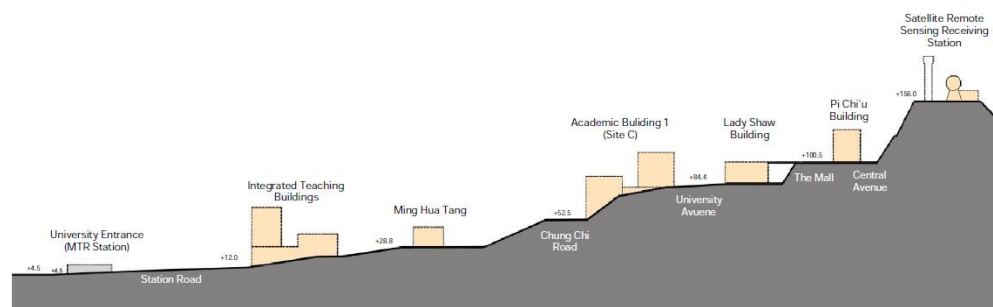 Satellite Remote
Sensing Receiving
Station
+156.0
Pi Chi'u
Building
Academic Buliding 1
(Site C)
Lady Shaw
Building
+100.5
The Mall
Central
Avenue
+84.4
University
Avuene
Integrated Teaching
Buildings
Ming Hua Tang
+52.5
Chung Chi
Road
University Entrance
(MTR Station)
+28.8
+12.0
+4.5
+4.5
Station Road